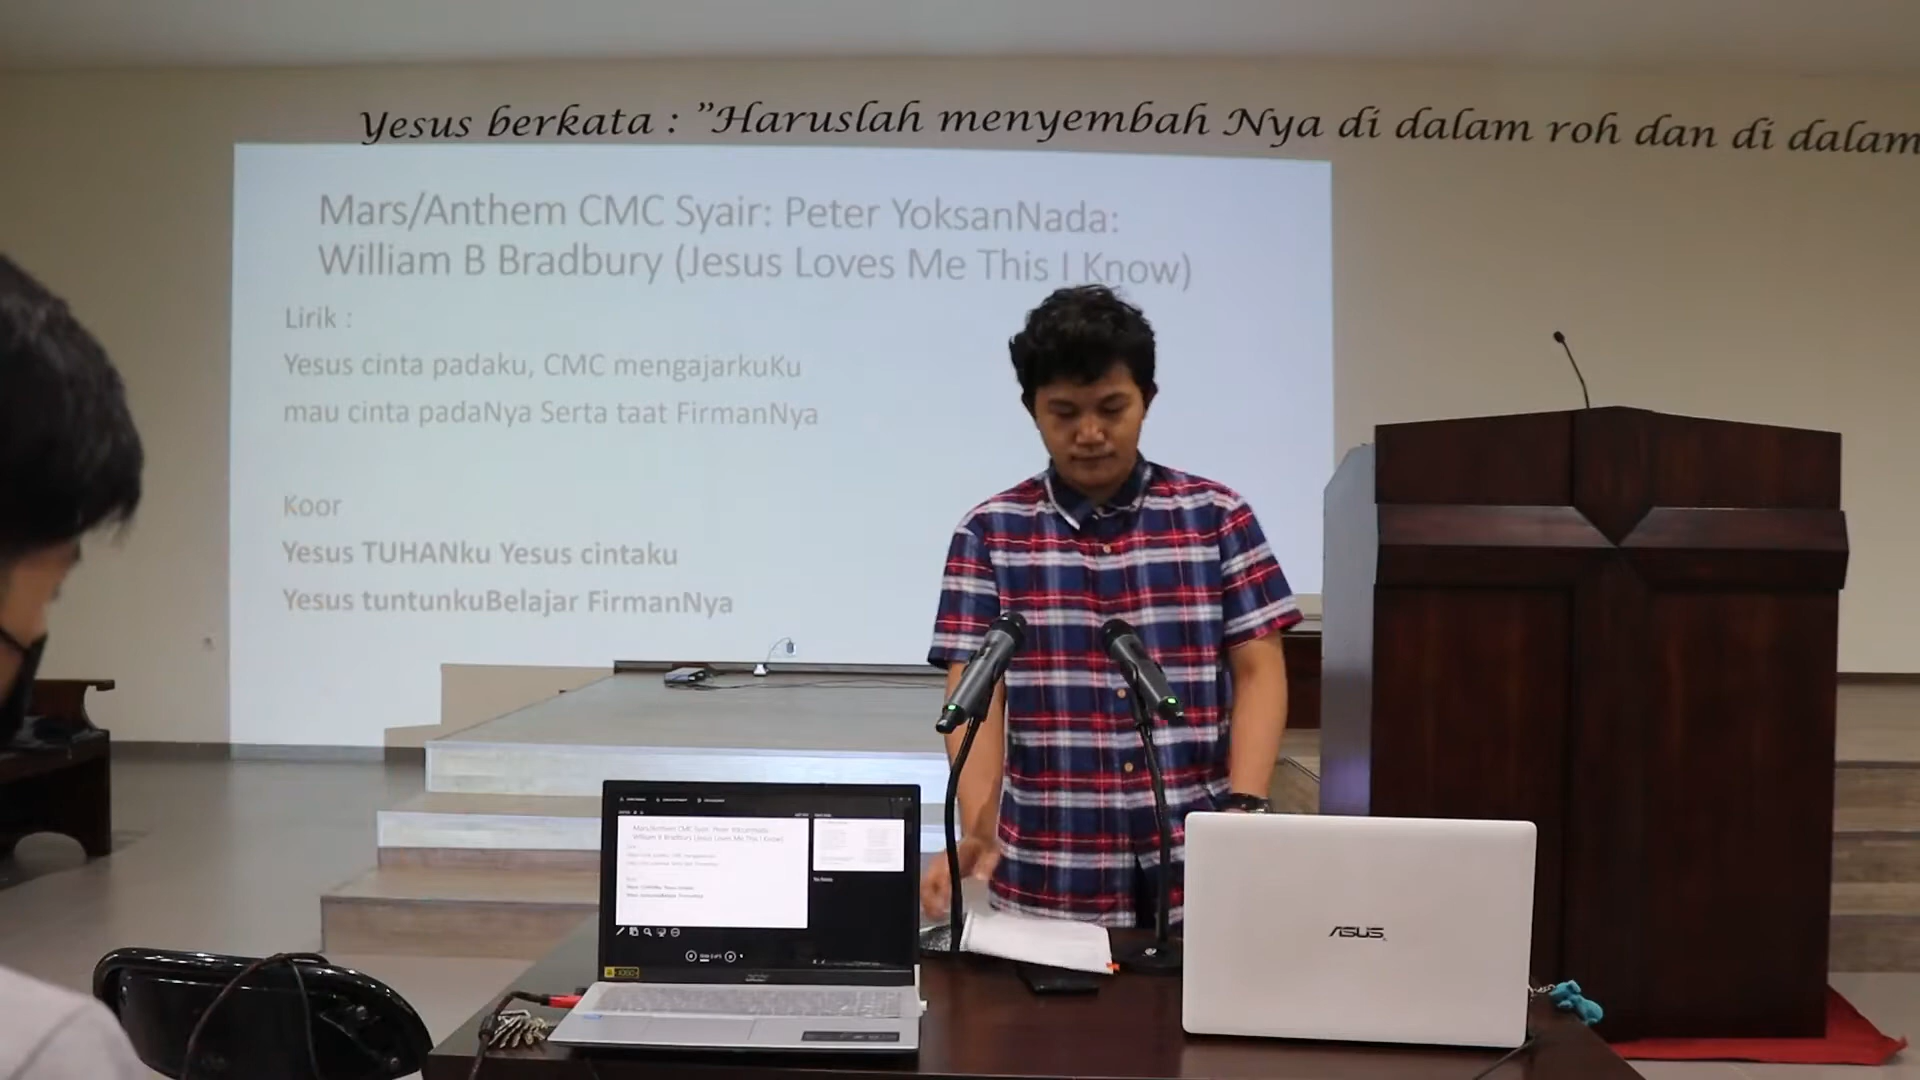 Yesus berkata : "Haruslah menyembah Nya di dalam roh dan di dalam
Mars/Anthem CMC Syair: Peter YoksanNada:
William B Bradbury (Jesus Loves Me This I Know)
Lirik :
Yesus cinta padaku, CMC mengajarkuKu
mau cinta padaNya Serta taat FirmanNya
Koor
Yesus TUHANku Yesus cintaku
Yesus tuntunkuBelajar FirmanNya
ASUS